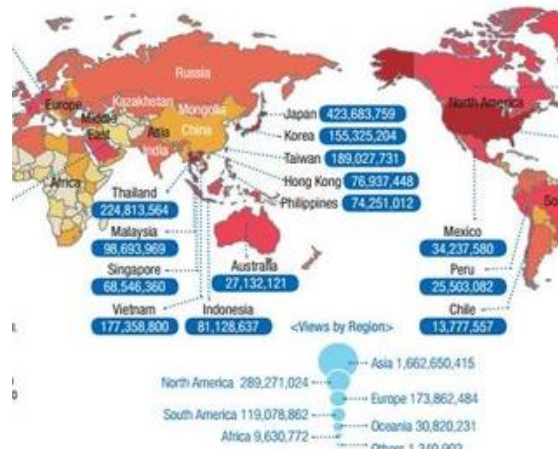 Russia
Europe
Kazakhstan
Mongolia
Middle East
Asia
China
India
Africa
North America
Japan 423,683,759
Korea 155,325,204
Taiwan 189,027,731
Hong Kong 76,937,448
Philippines 74,251,012
Thailand
224,813,564
Malaysia
98,693,969
Singapore
68,546,360
Vietnam
177,358,800
Indonesia
81,128,637
Australia
27,132,121
Mexico
34,237,580
Peru
25,503,082
Chile
13,777,557
<Views by Region>
Asia 1,662,650,415
North America 289,271,024
Europe 173,862,484
South America 119,078,862
Oceania 30,820,231
Africa 9,630,772